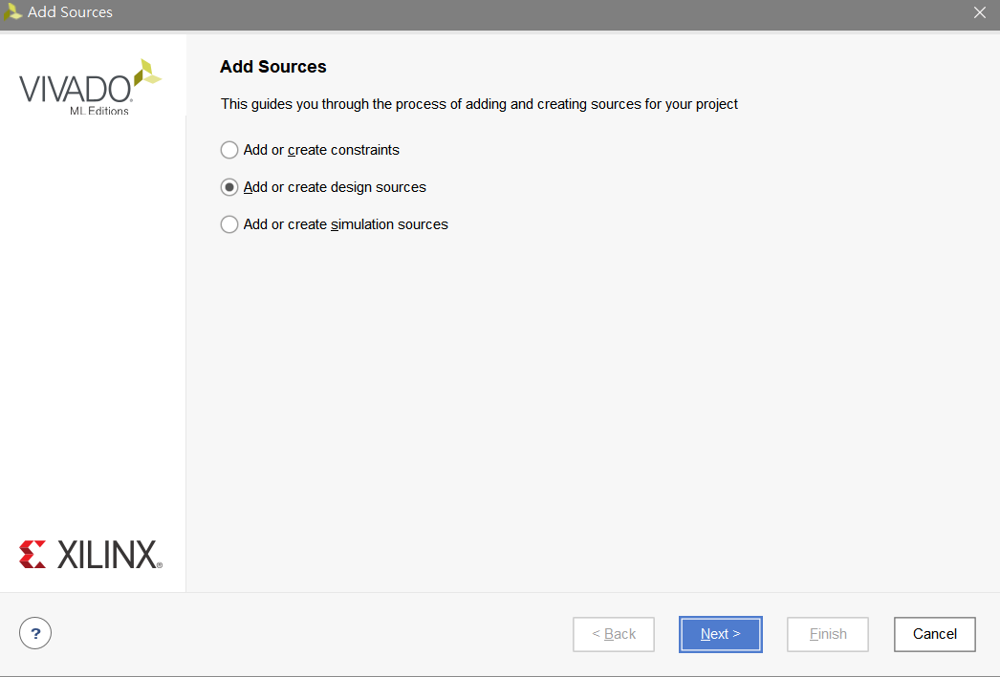 Add Sources
VIVADO
ML Editions
Add Sources
This guides you through the process of adding and creating sources for your project
Add or create constraints
Add or create design sources
Add or create simulation sources
XILINX®
?
< Back
Next >
Finish
Cancel